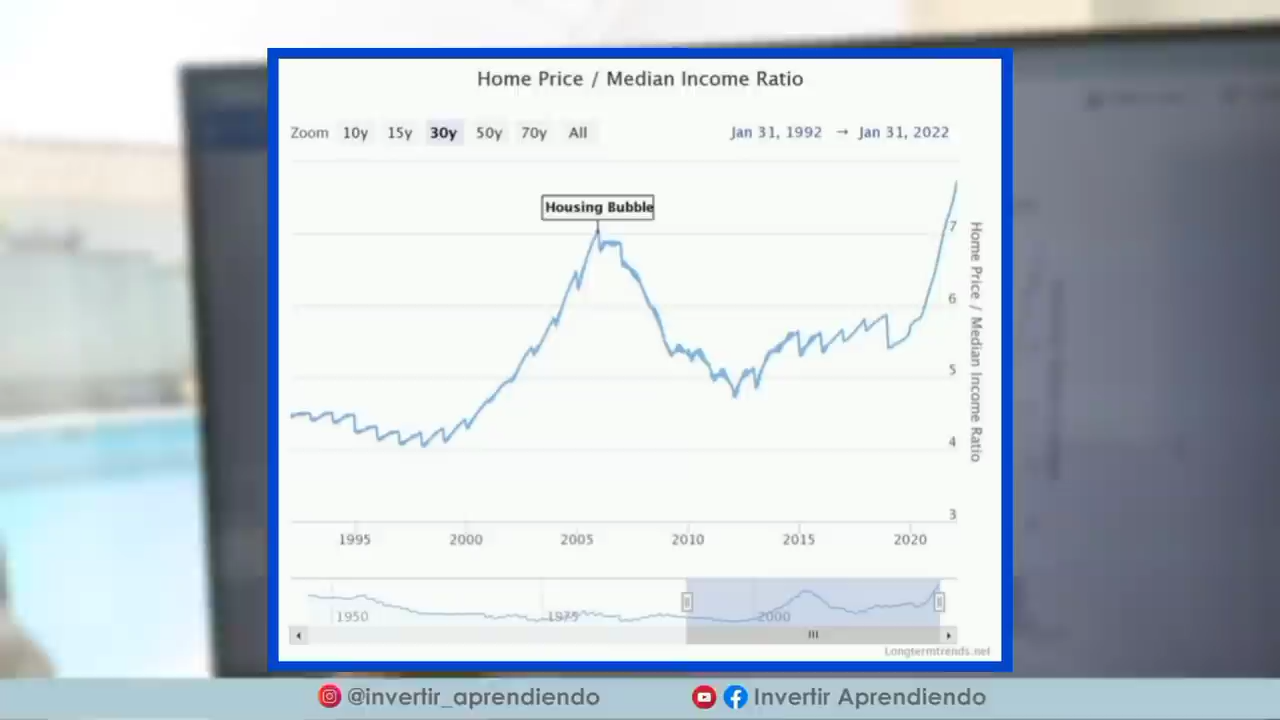 Home Price / Median Income Ratio
Zoom 10y 15y 30y 50y 70y All Jan 31, 1992 → Jan 31, 2022
Housing Bubble
7
6
5
4
3
Home Price / Median Income Ratio
1995 2000 2005 2010 2015 2020
1950 1975 2000
Longtermtrends.net
@invertir_aprendiendo Invertir Aprendiendo